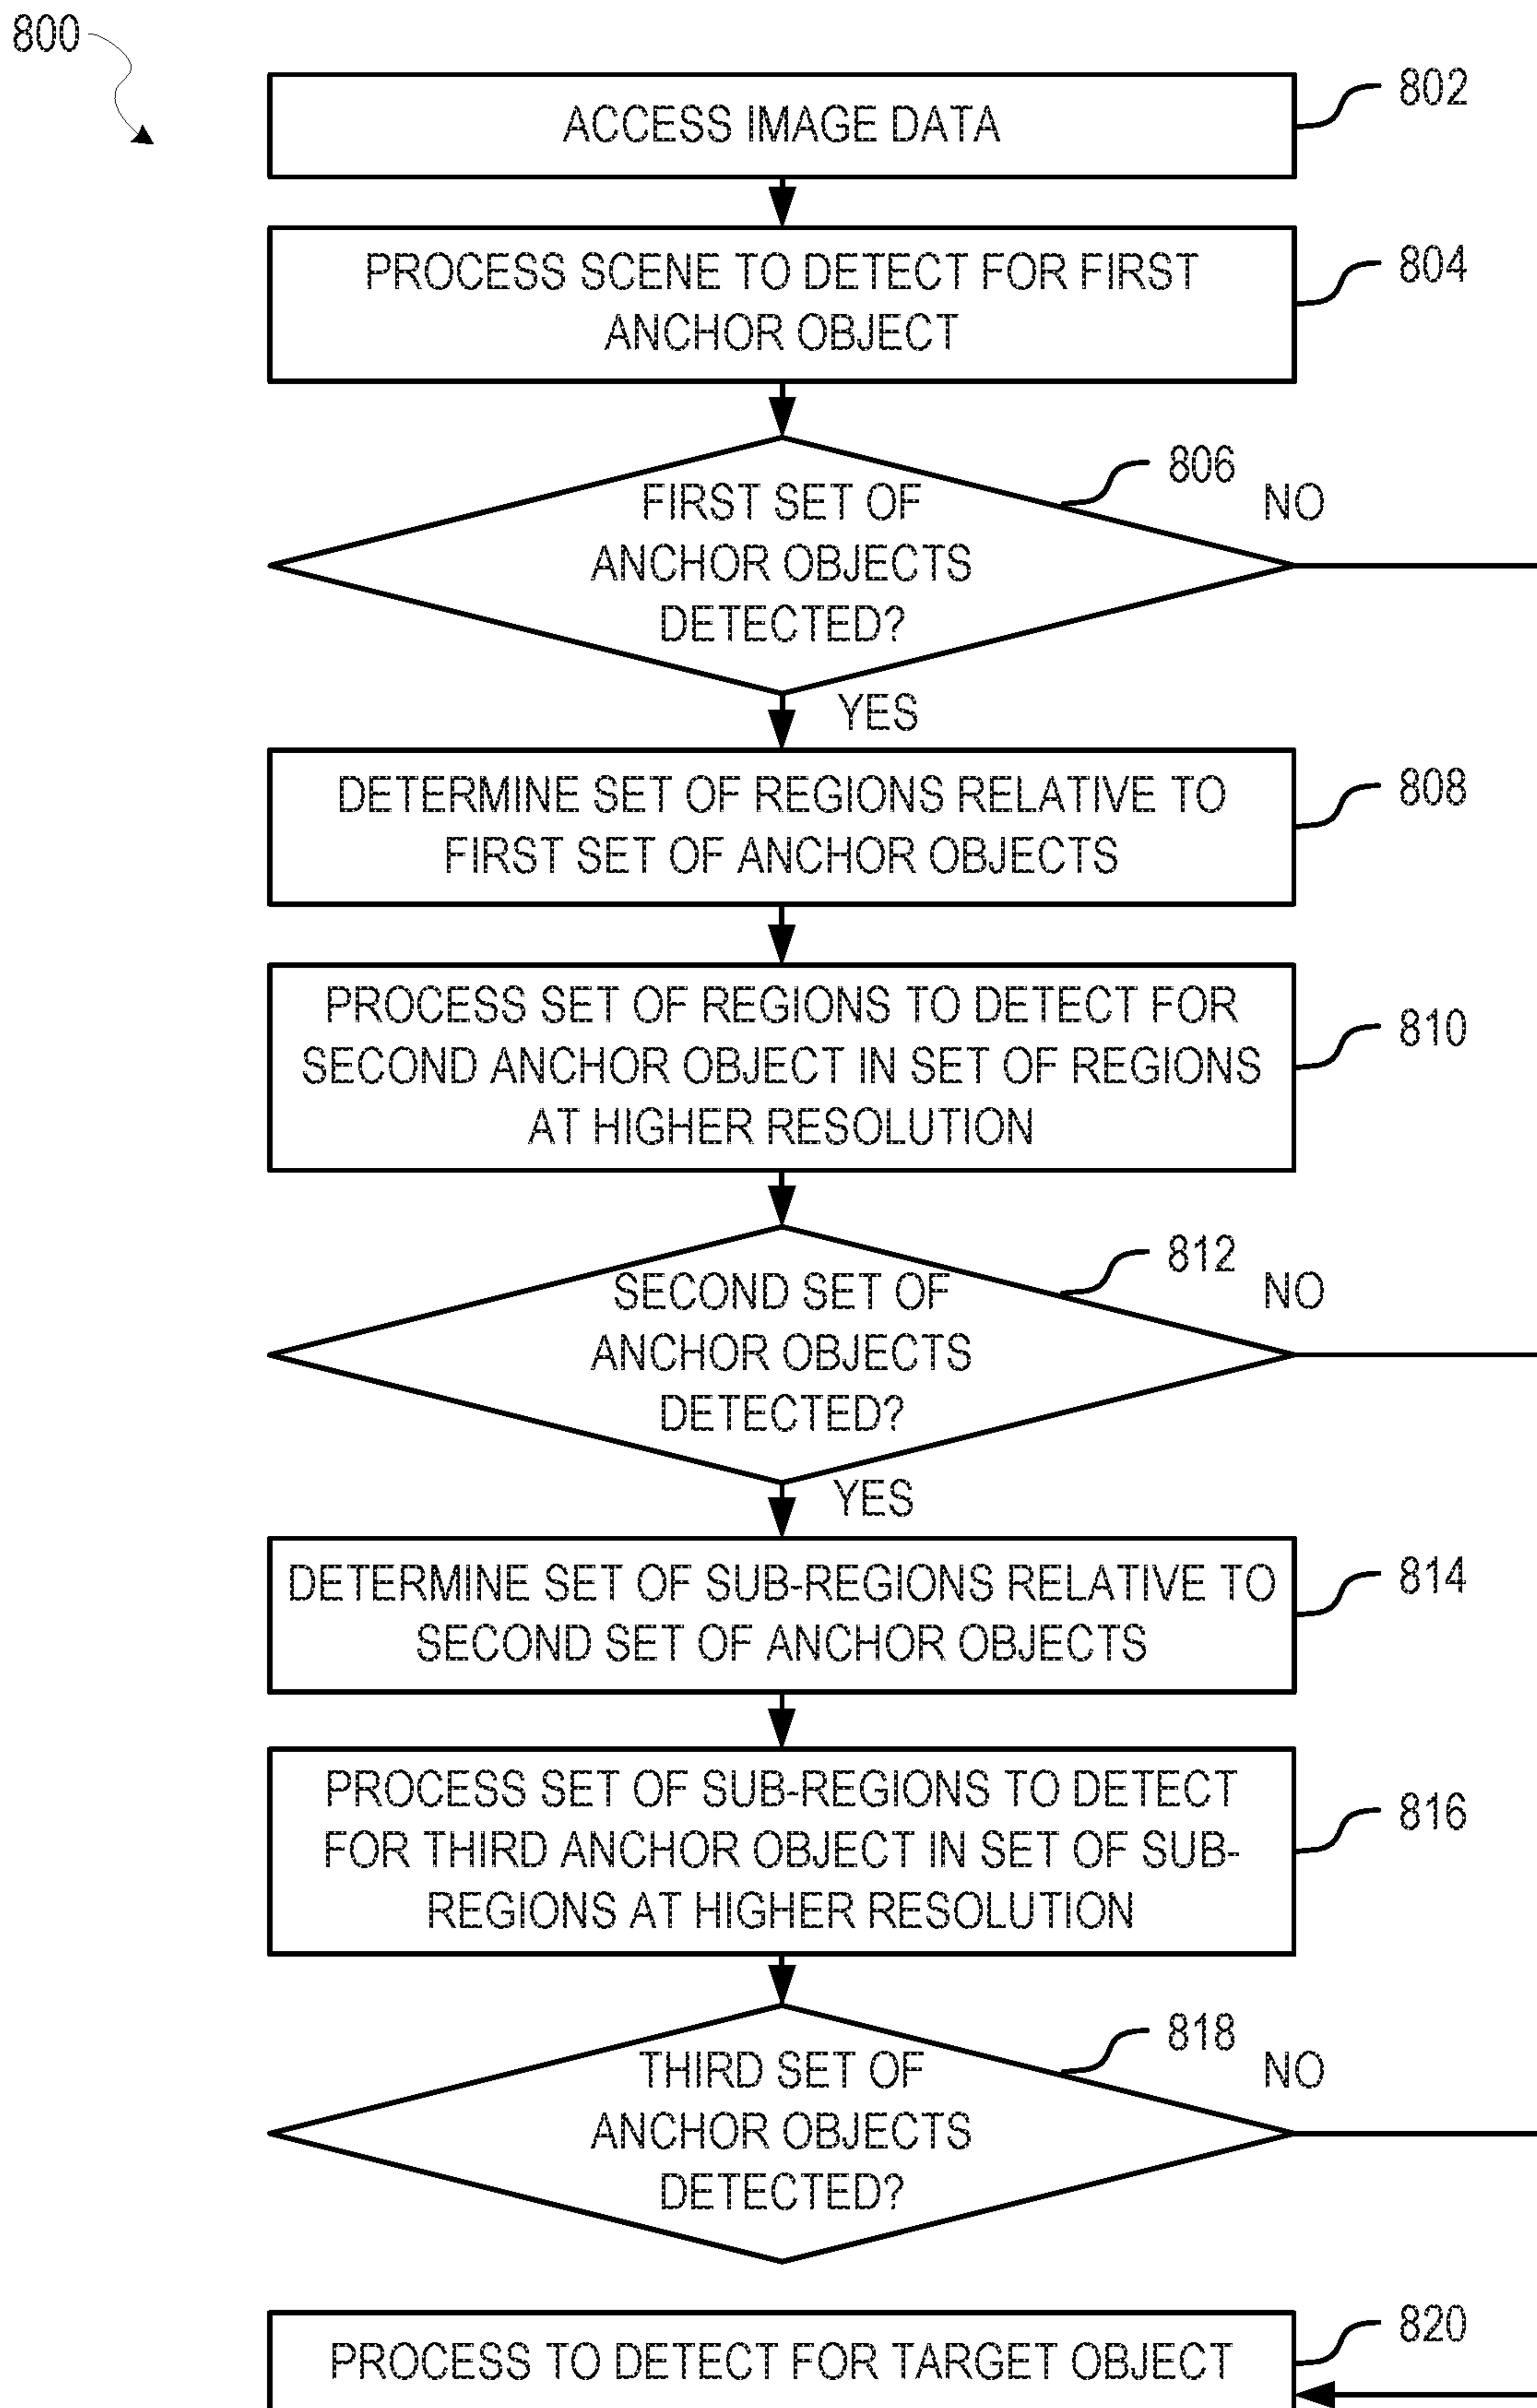 800
802
ACCESS IMAGE DATA
804
PROCESS SCENE TO DETECT FOR FIRST
ANCHOR OBJECT
806
NO
FIRST SET OF
ANCHOR OBJECTS
DETECTED?
YES
808
DETERMINE SET OF REGIONS RELATIVE TO
FIRST SET OF ANCHOR OBJECTS
810
PROCESS SET OF REGIONS TO DETECT FOR
SECOND ANCHOR OBJECT IN SET OF REGIONS
AT HIGHER RESOLUTION
812
NO
SECOND SET OF
ANCHOR OBJECTS
DETECTED?
YES
814
DETERMINE SET OF SUB-REGIONS RELATIVE TO
SECOND SET OF ANCHOR OBJECTS
816
PROCESS SET OF SUB-REGIONS TO DETECT
FOR THIRD ANCHOR OBJECT IN SET OF SUB-
REGIONS AT HIGHER RESOLUTION
818
NO
THIRD SET OF
ANCHOR OBJECTS
DETECTED?
820
PROCESS TO DETECT FOR TARGET OBJECT